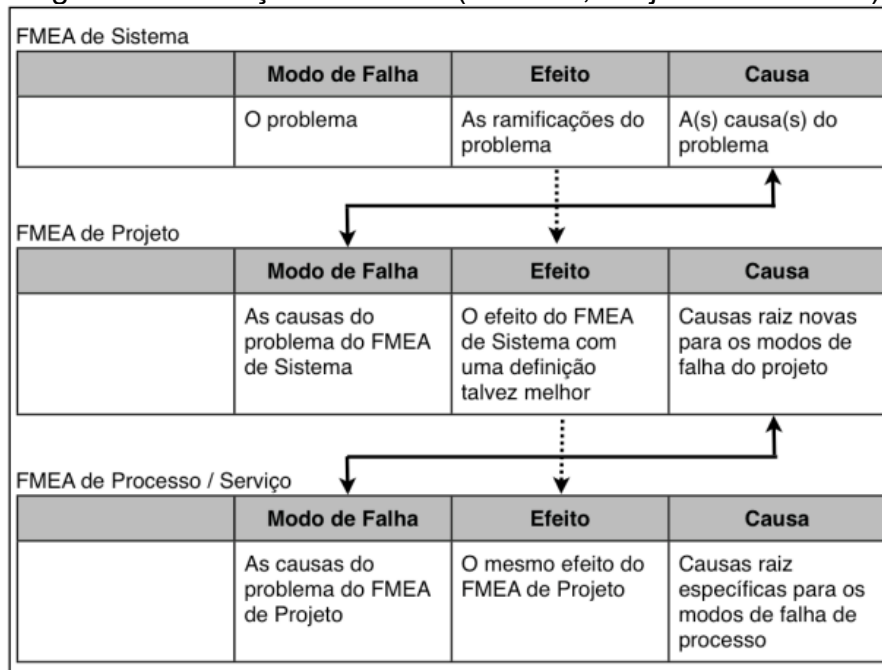 FMEA de Sistema
Modo de Falha Efeito Causa
O problema As ramificações do A(s) causa(s) do
problema problema
FMEA de Projeto
Modo de Falha Efeito Causa
As causas do O efeito do FMEA Causas raiz novas
problema do FMEA de Sistema com para os modos de
de Sistema uma definição falha do projeto
talvez melhor
FMEA de Processo / Serviço
Modo de Falha Efeito Causa
As causas do O mesmo efeito do Causas raiz
problema do FMEA FMEA de Projeto específicas para os
de Projeto modos de falha de
processo